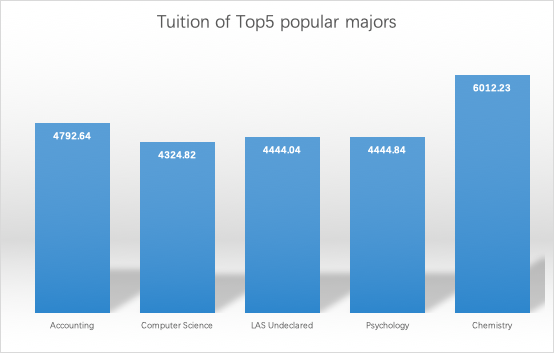 Tuition of Top5 popular majors
4792.64
4324.82
4444.04
4444.84
6012.23
Accounting
Computer Science
LAS Undeclared
Psychology
Chemistry